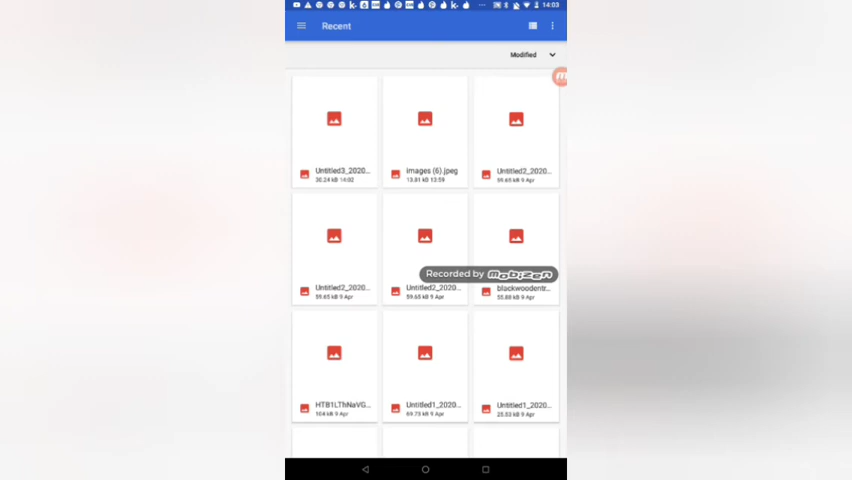 14:03
Recent
Modified
Untitled3_2020...
30.24 kB 14:02
images (6).jpeg
13.81 kB 13:59
Untitled2_2020...
59.65 kB 9 Apr
Untitled2_2020...
59.65 kB 9 Apr
Untitled2_2020...
59.65 kB 9 Apr
Recorded by mobizen
blackwoodentr...
55.88 kB 9 Apr
HTB1LThNaVG...
104 kB 9 Apr
Untitled1_2020...
69.73 kB 9 Apr
Untitled1_2020...
25.53 kB 9 Apr